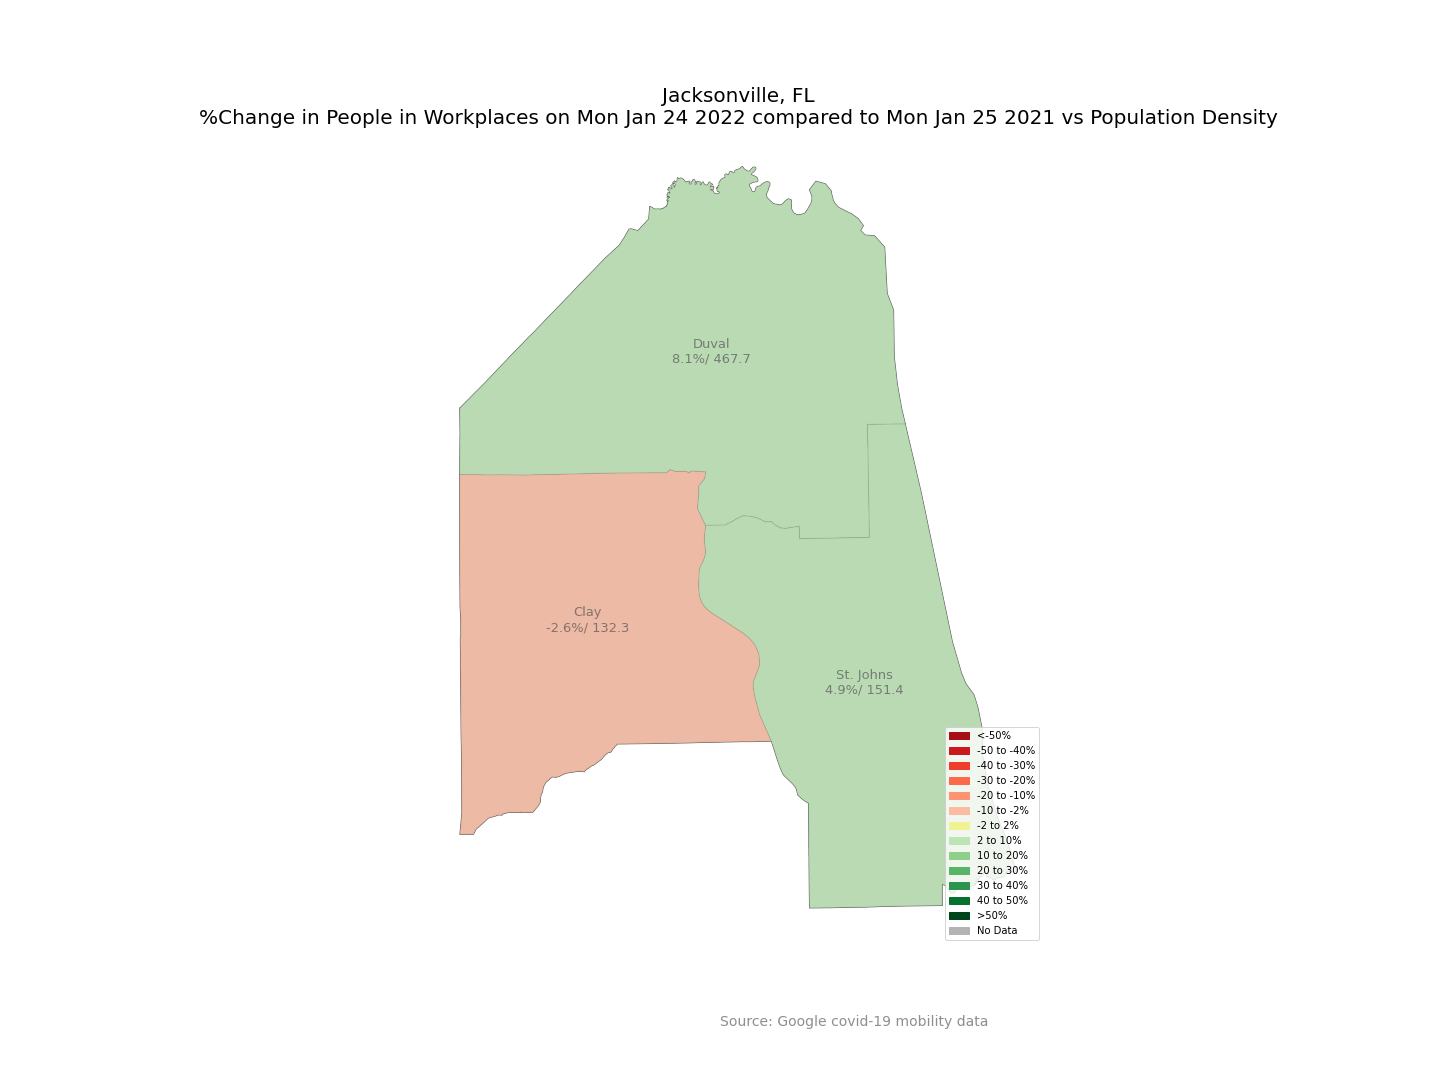 Jacksonville, FL
%Change in People in Workplaces on Mon Jan 24 2022 compared to Mon Jan 25 2021 vs Population Density
Duval
8.1%/ 467.7
Clay
-2.6%/ 132.3
St. Johns
4.9%/ 151.4
<-50%
-50 to -40%
-40 to -30%
-30 to -20%
-20 to -10%
-10 to -2%
-2 to 2%
2 to 10%
10 to 20%
20 to 30%
30 to 40%
40 to 50%
>50%
No Data
Source: Google covid-19 mobility data